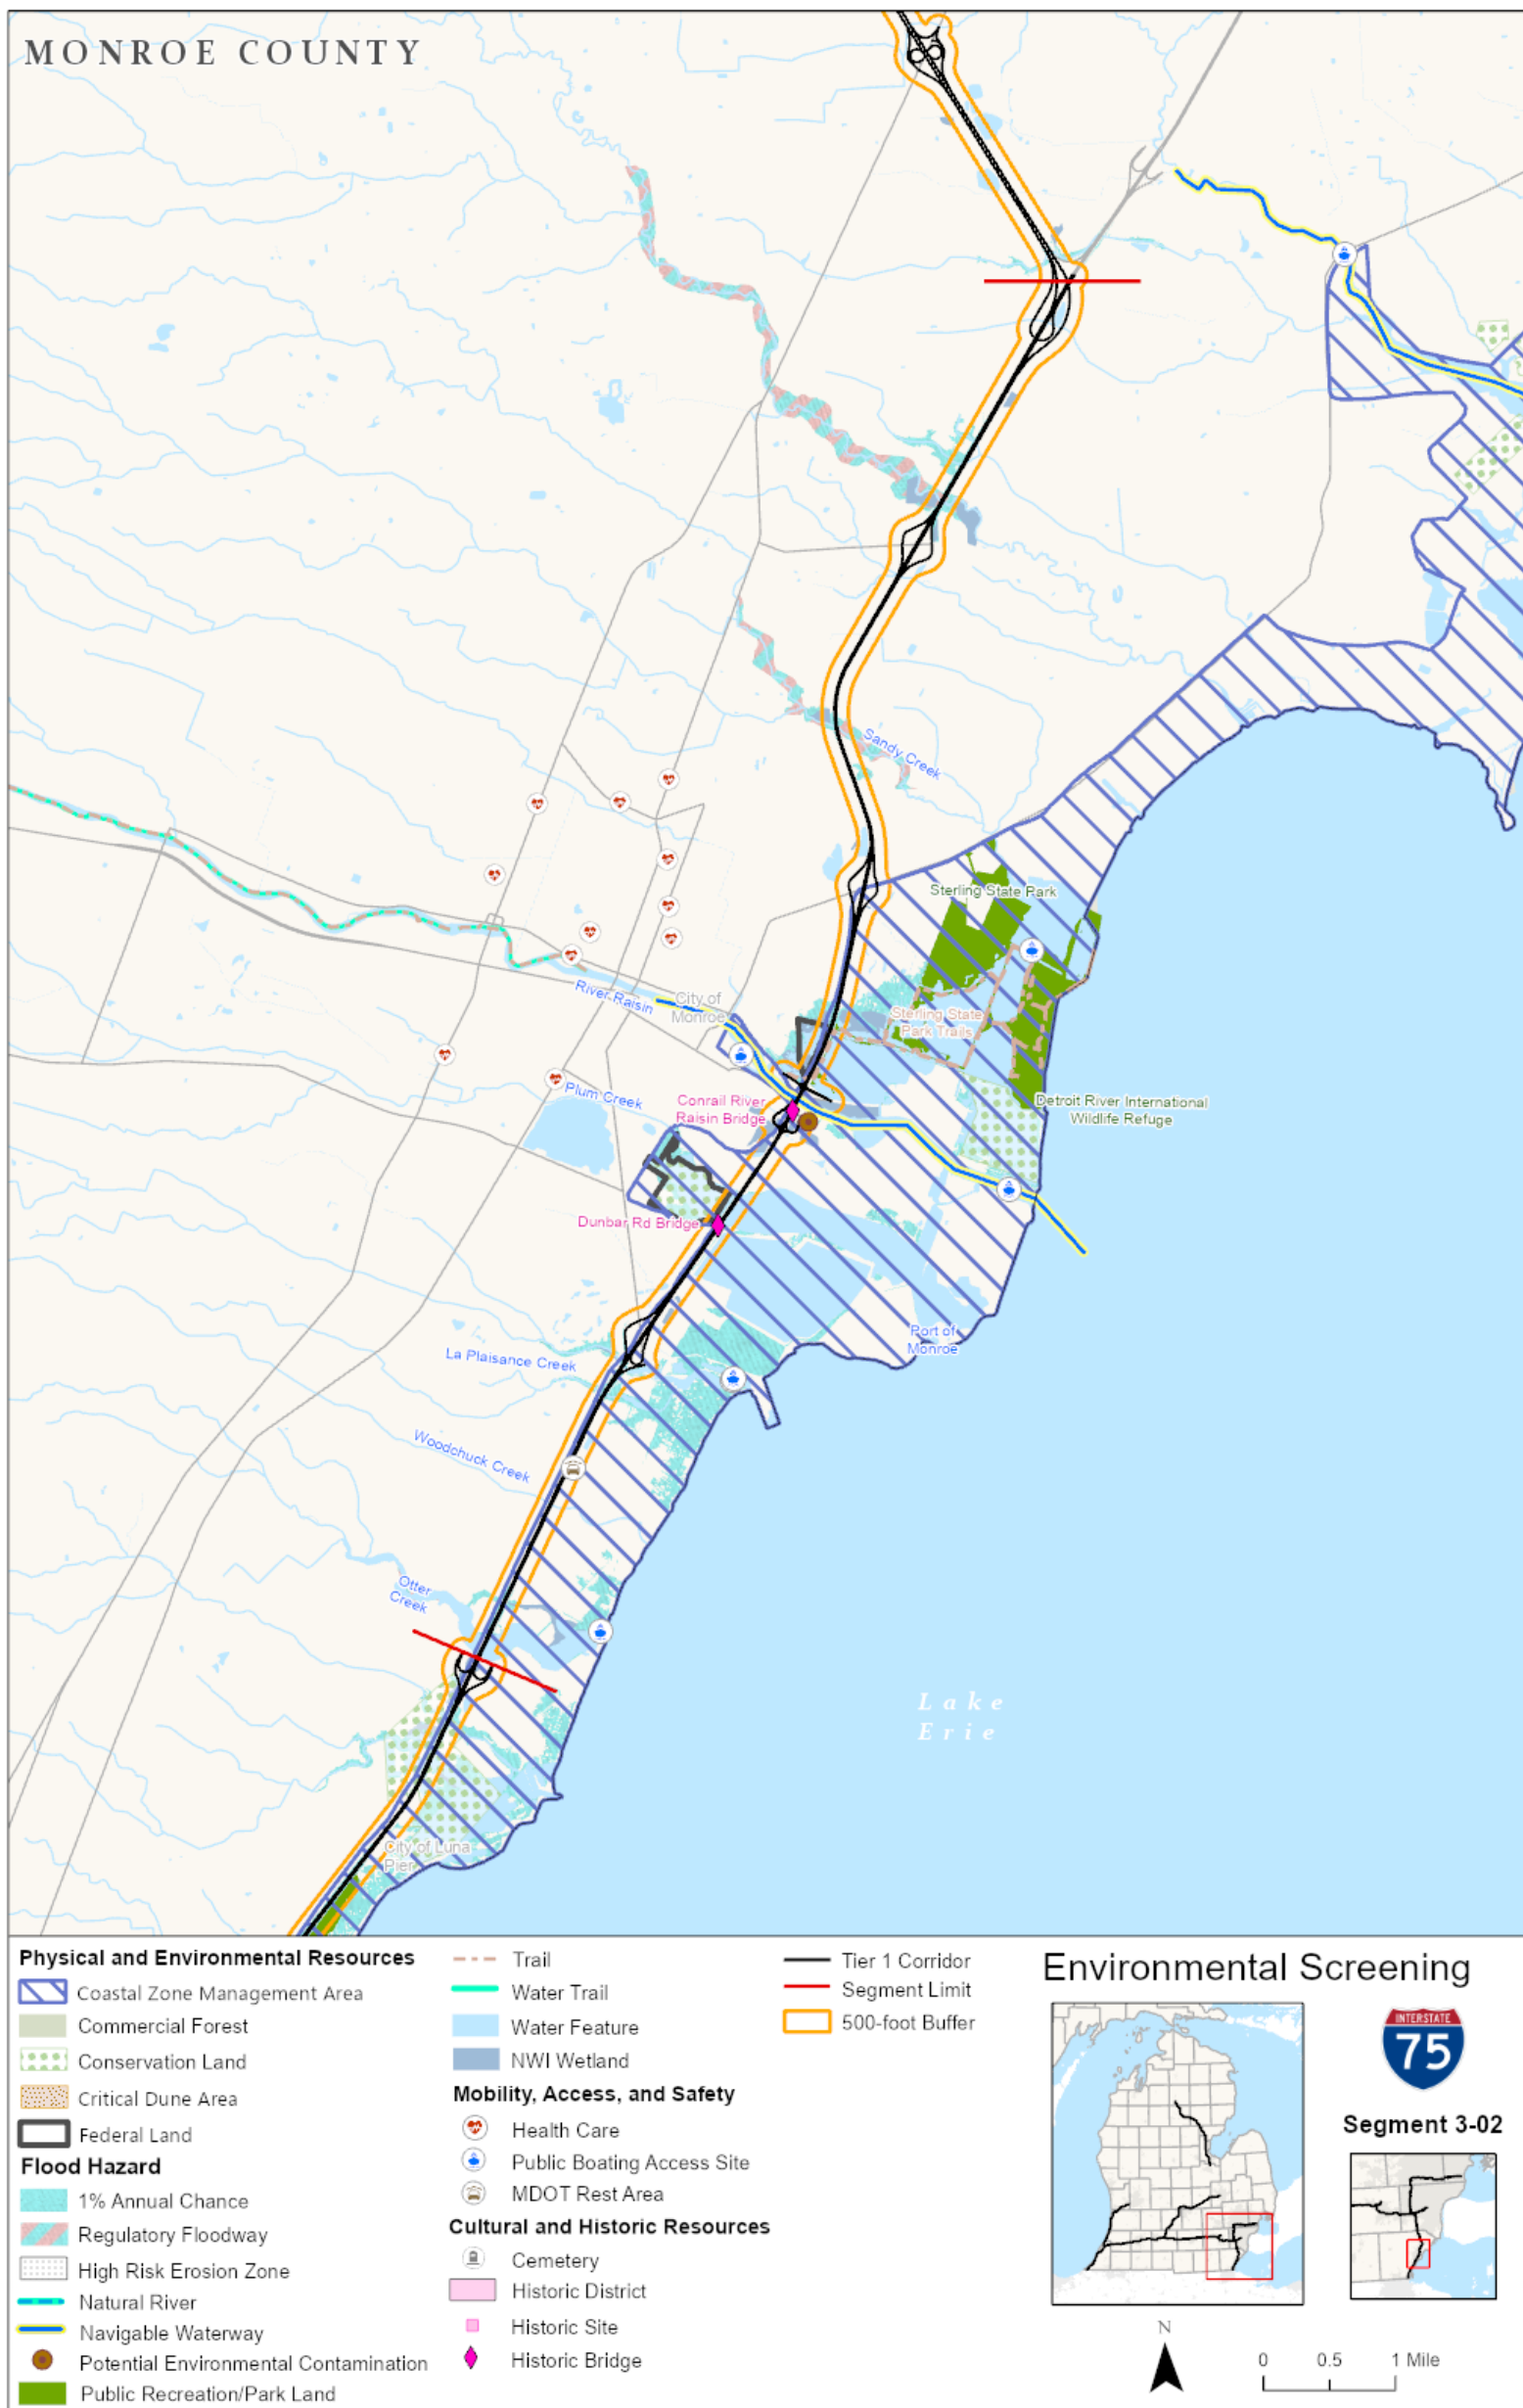 MONROE COUNTY
Sandy Creek
Sterling State Park
River Raisin
City of
Monroe
Sterling State
Park Trails
Plum Creek
Conrail River
Raisin Bridge
Detroit River International
Wildlife Refuge
Dunbar Rd Bridge
Port of
Monroe
La Plaisance Creek
Woodchuck Creek
Otter
Creek
Lake
Erie
City of Luna
Pier
Physical and Environmental Resources
Coastal Zone Management Area
Commercial Forest
Conservation Land
Critical Dune Area
Federal Land
Flood Hazard
1% Annual Chance
Regulatory Floodway
High Risk Erosion Zone
Natural River
Navigable Waterway
Potential Environmental Contamination
Public Recreation/Park Land
Trail
Water Trail
Water Feature
NWI Wetland
Mobility, Access, and Safety
Health Care
Public Boating Access Site
MDOT Rest Area
Cultural and Historic Resources
Cemetery
Historic District
Historic Site
Historic Bridge
Tier 1 Corridor
Segment Limit
500-foot Buffer
Environmental Screening
INTERSTATE
75
Segment 3-02
N
0 0.5 1 Mile